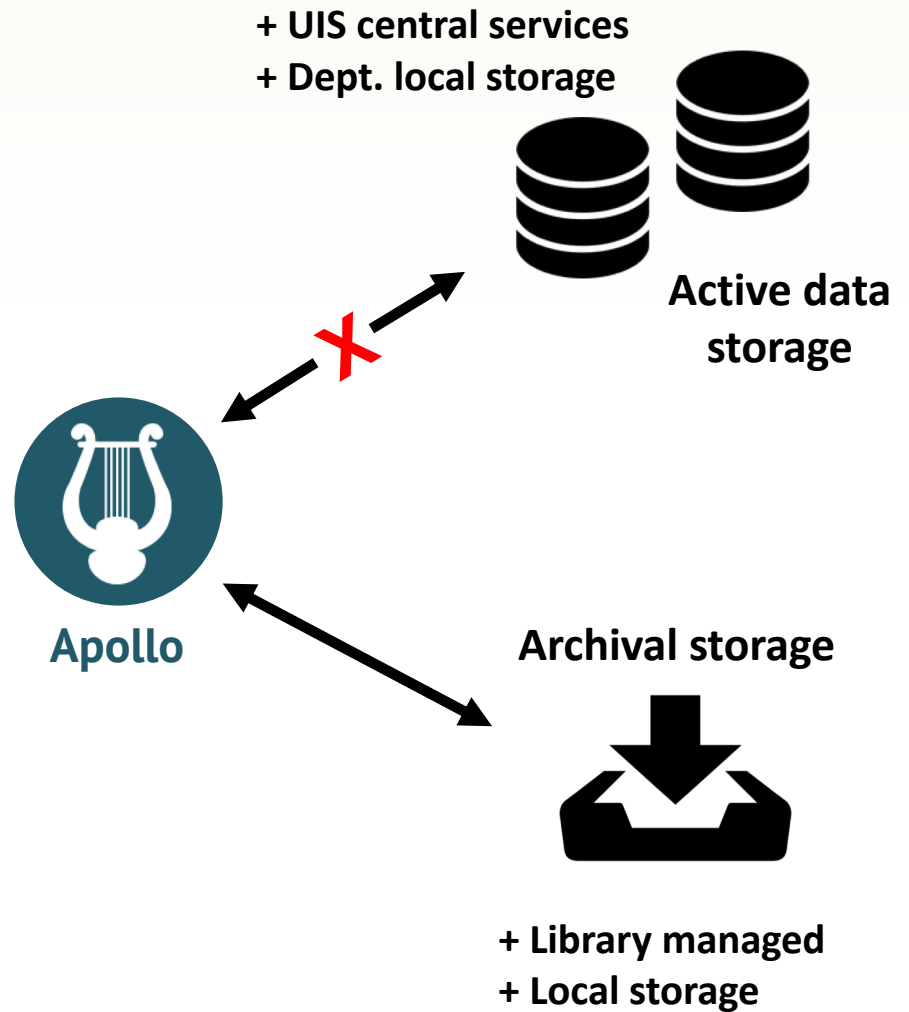 + UIS central services
+ Dept. local storage
Active data
storage
X
Apollo
Archival storage
+ Library managed
+ Local storage